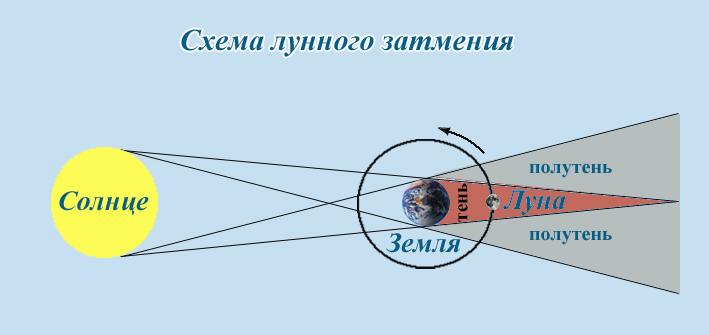 Схема лунного затмения
полутень
Солнце
тень
Луна
Земля
полутень